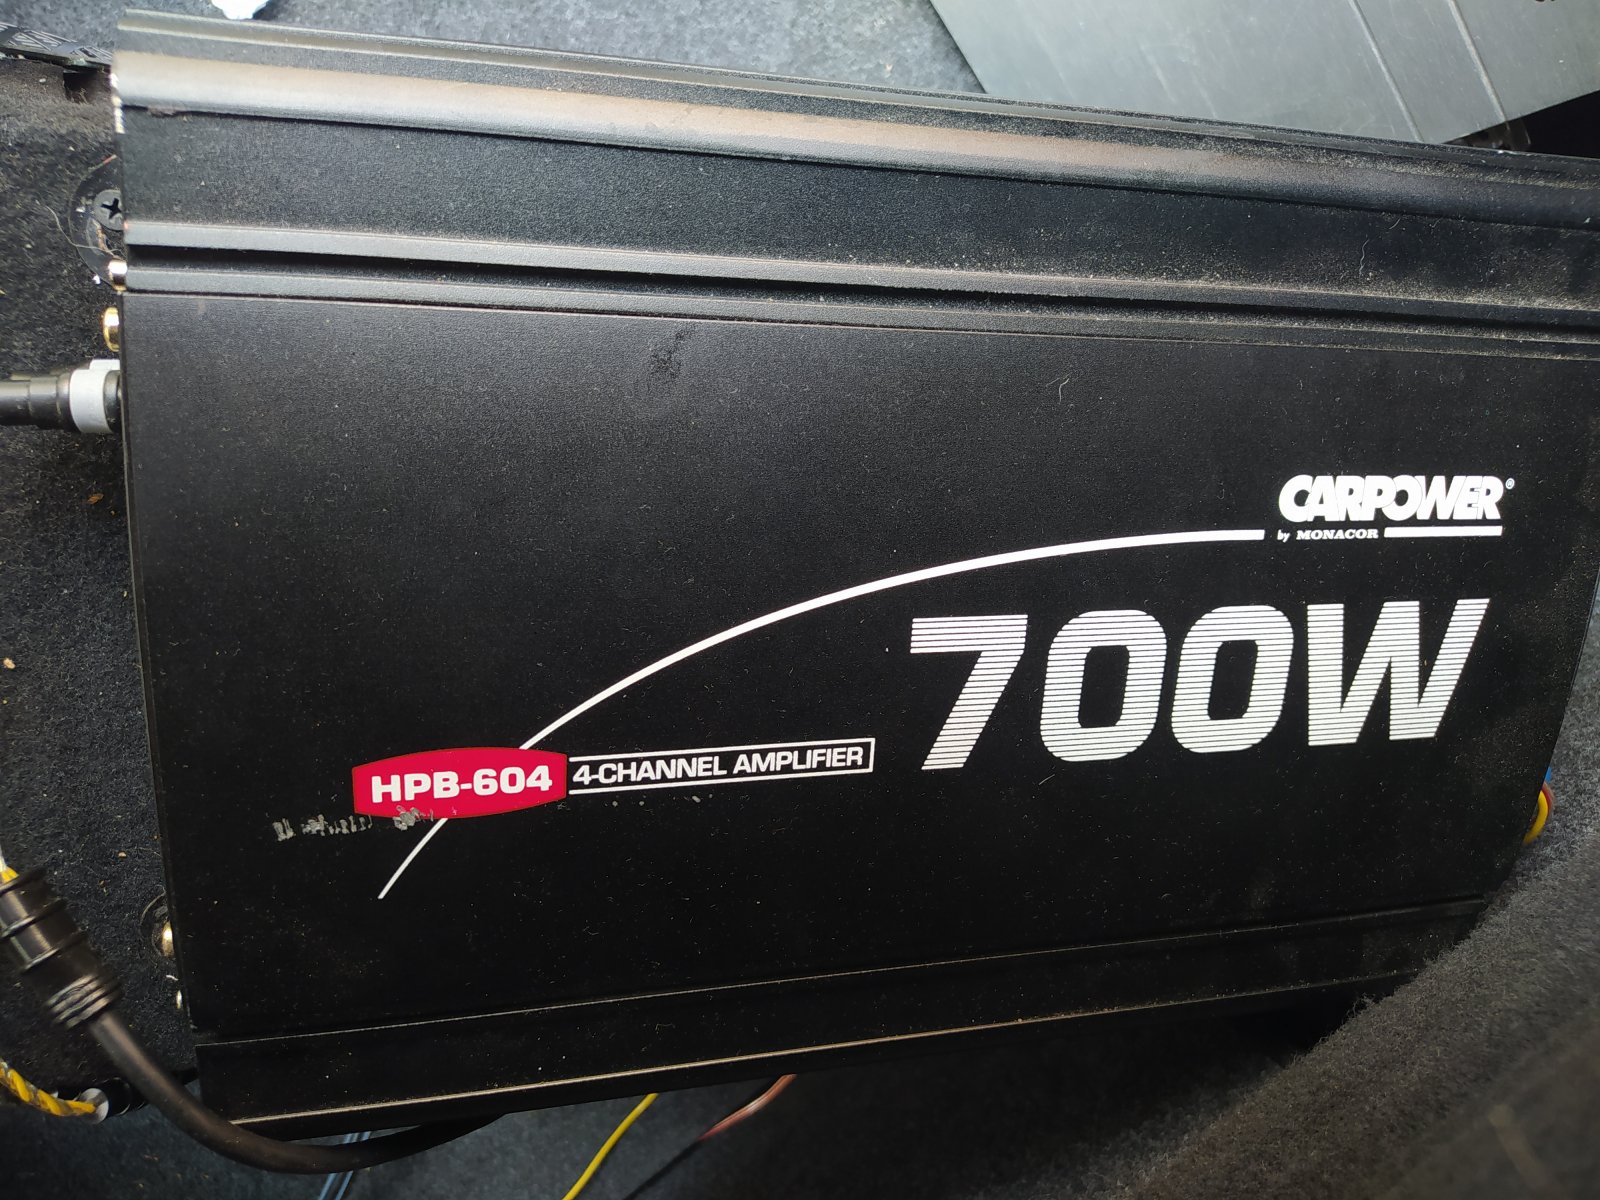 CARPOWER®
by MONACOR
700W
HPB-604 4-CHANNEL AMPLIFIER